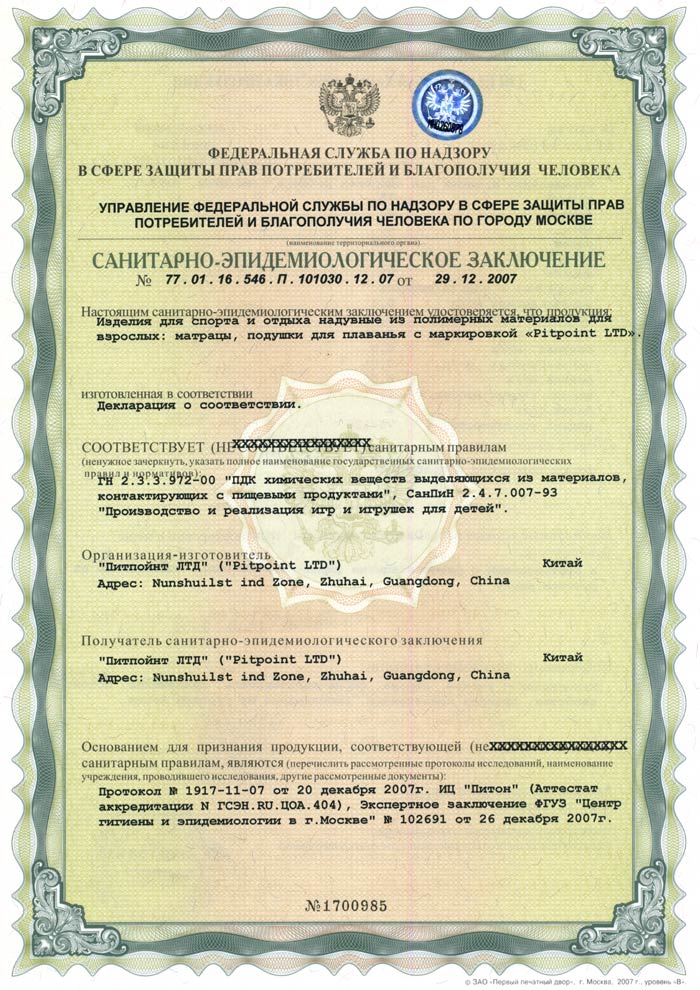 ФЕДЕРАЛЬНАЯ СЛУЖБА ПО НАДЗОРУ
В СФЕРЕ ЗАЩИТЫ ПРАВ ПОТРЕБИТЕЛЕЙ И БЛАГОПОЛУЧИЯ ЧЕЛОВЕКА
УПРАВЛЕНИЕ ФЕДЕРАЛЬНОЙ СЛУЖБЫ ПО НАДЗОРУ В СФЕРЕ ЗАЩИТЫ ПРАВ
ПОТРЕБИТЕЛЕЙ И БЛАГОПОЛУЧИЯ ЧЕЛОВЕКА ПО ГОРОДУ МОСКВЕ
(наименование территориального органа)
САНИТАРНО-ЭПИДЕМИОЛОГИЧЕСКОЕ ЗАКЛЮЧЕНИЕ
№ 77.01.16.546.П.101030.12.07 от 29.12.2007
Настоящим санитарно-эпидемиологическим заключением удостоверяется, что продукция:
Изделия для спорта и отдыха надувные из полимерных материалов для
взрослых: матрацы, подушки для плаванья с маркировкой «Pitpoint LTD».
изготовленная в соответствии
Декларация о соответствии.
СООТВЕТСТВУЕТ (НЕ СООТВЕТСТВУЕТ) санитарным правилам
(ненужное зачеркнуть, указать полное наименование государственных санитарно-эпидемиологических
правил и нормативов):
ГН 2.3.3.972-00 "ПДК химических веществ выделяющихся из материалов,
контактирующих с пищевыми продуктами", СанПиН 2.4.7.007-93
"Производство и реализация игр и игрушек для детей".
Организация-изготовитель
"Питпойнт ЛТД" ("Pitpoint LTD") Китай
Адрес: Nunshuilst ind Zone, Zhuhai, Guangdong, China
Получатель санитарно-эпидемиологического заключения
"Питпойнт ЛТД" ("Pitpoint LTD") Китай
Адрес: Nunshuilst ind Zone, Zhuhai, Guangdong, China
Основанием для признания продукции, соответствующей (не
санитарным правилам, являются (перечислить рассмотренные протоколы исследований, наименование
учреждения, проводившего исследования, другие рассмотренные документы):
Протокол № 1917-11-07 от 20 декабря 2007г. ИЦ "Питон" (Аттестат
аккредитации N ГСЭН.RU.ЦОА.404), Экспертное заключение ФГУЗ "Центр
гигиены и эпидемиологии в г.Москве" № 102691 от 26 декабря 2007г.
№1700985
© ЗАО «Первый печатный двор», г. Москва, 2007 г., уровень «В».